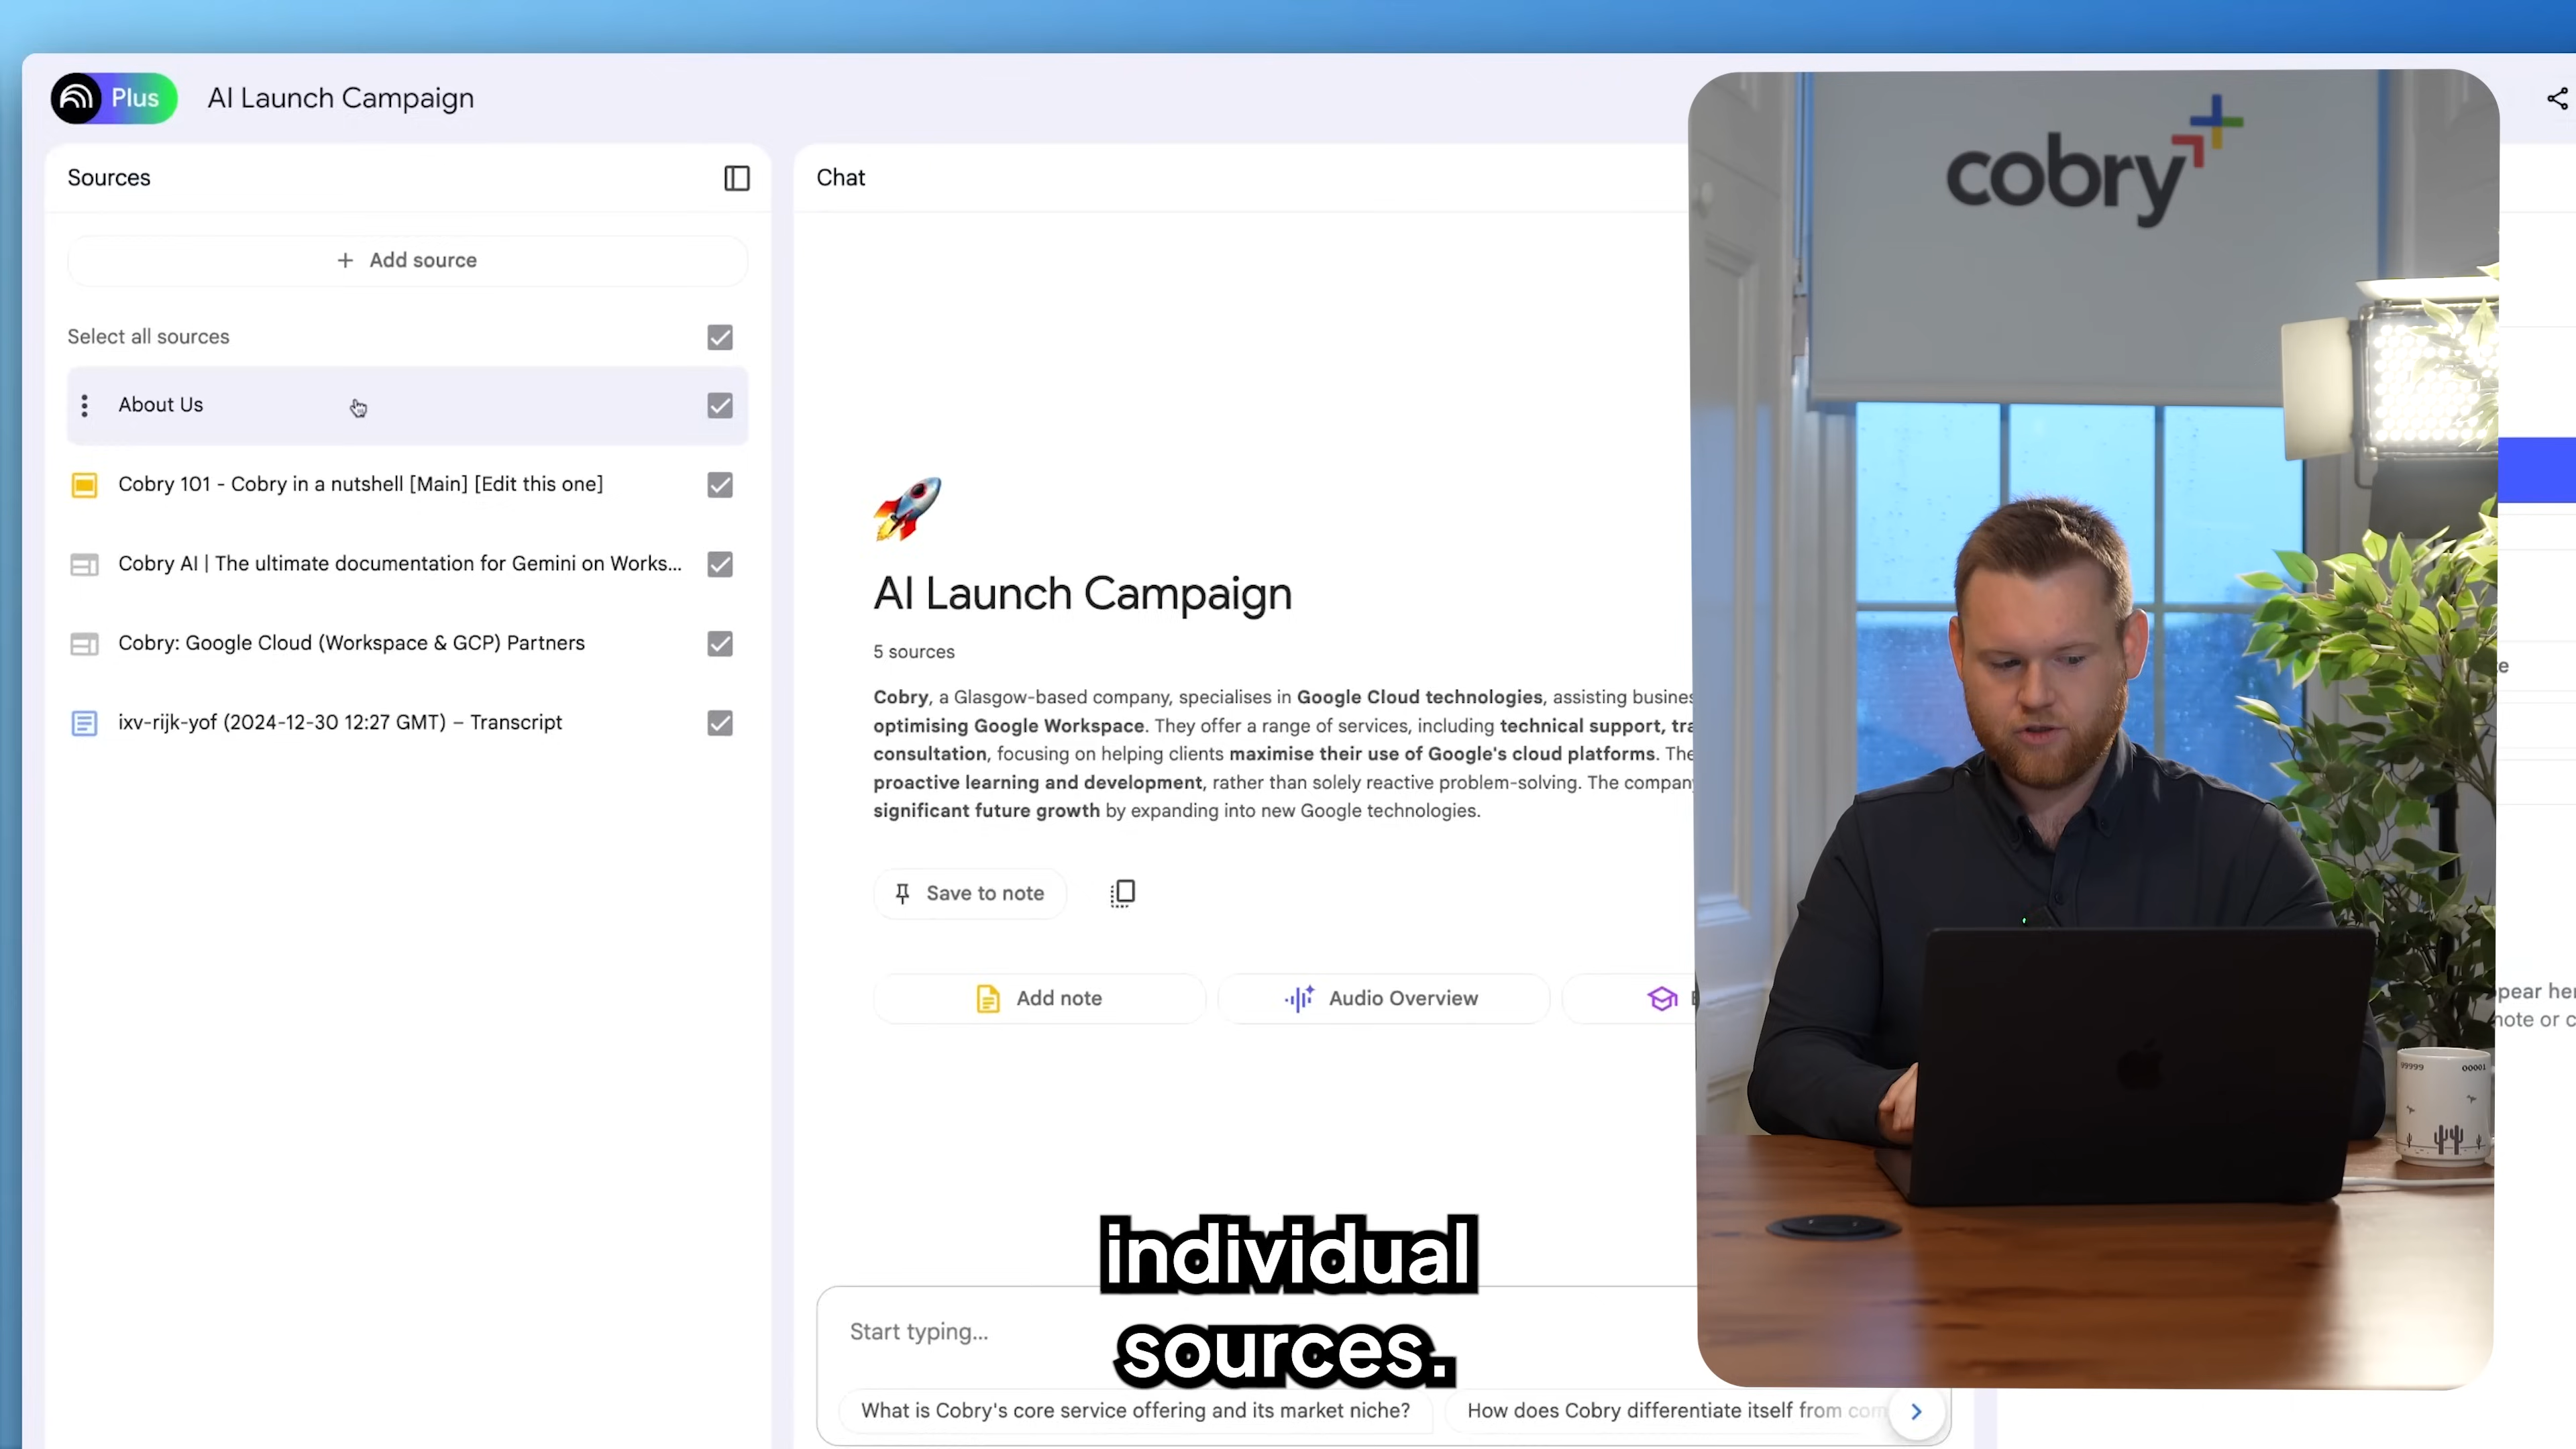 Plus
AI Launch Campaign
Sources
Chat
+ Add source
Select all sources
About Us
Cobry 101 - Cobry in a nutshell [Main] [Edit this one]
Cobry AI | The ultimate documentation for Gemini on Works...
Cobry: Google Cloud (Workspace & GCP) Partners
ixv-rijk-yof (2024-12-30 12:27 GMT) – Transcript
AI Launch Campaign
5 sources
Cobry, a Glasgow-based company, specialises in Google Cloud technologies, assisting
optimising Google Workspace. They offer a range of services, including technical support,
consultation, focusing on helping clients maximise their use of Google's cloud platforms.
proactive learning and development, rather than solely reactive problem-solving. The company
significant future growth by expanding into new Google technologies.
Save to note
Add note
Audio Overview
Start typing...
What is Cobry's core service offering and its market niche?
How does Cobry differentiate itself from
individual
sources.
cobry
99999
00001
note or